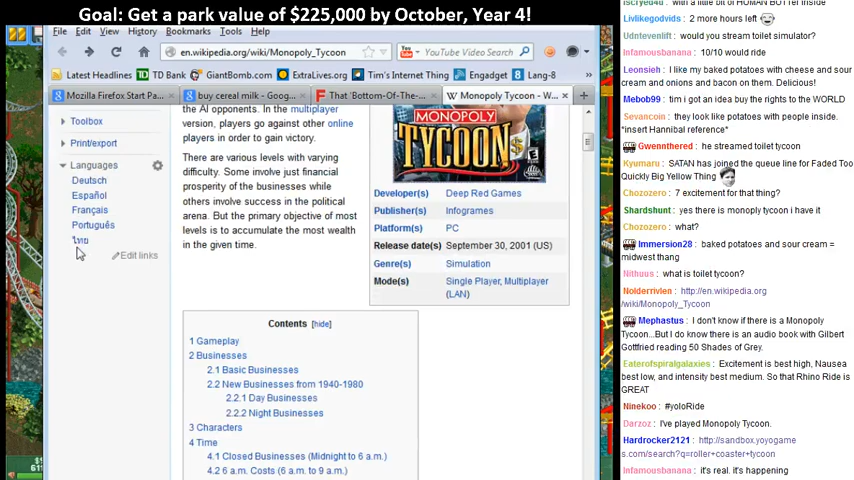 Goal: Get a park value of $225,000 by October, Year 4!
File Edit View History Bookmarks Tools Help
en.wikipedia.org/wiki/Monopoly_Tycoon
YouTube Video Search
Latest Headlines TD Bank GiantBomb.com ExtraLives.org Tim's Internet Thing Engadget Lang-8
Mozilla Firefox Start Pa...
buy cereal milk - Goog...
That 'Bottom-Of-The-...
Monopoly Tycoon - W...
Toolbox
Print/export
Languages
Deutsch
Español
Français
Português
ไทย
Edit links
the AI opponents. In the multiplayer
version, players go against other online
players in order to gain victory.
There are various levels with varying
difficulty. Some involve just financial
prosperity of the businesses while
others involve success in the political
arena. But the primary objective of most
levels is to accumulate the most wealth
in the given time.
MONOPOLY
TYCOON
Developer(s) Deep Red Games
Publisher(s) Infogrames
Platform(s) PC
Release date(s) September 30, 2001 (US)
Genre(s) Simulation
Mode(s) Single Player, Multiplayer
(LAN)
Contents [hide]
1 Gameplay
2 Businesses
2.1 Basic Businesses
2.2 New Businesses from 1940-1980
2.2.1 Day Businesses
2.2.2 Night Businesses
3 Characters
4 Time
4.1 Closed Businesses (Midnight to 6 a.m.)
4.2 6 a.m. Costs (6 a.m. to 9 a.m.)
with a little bit of HUMAN BUTTer inside
Livlikegodvids : 2 more hours left
Udntevenlift : would you stream toilet simulator?
Infamousbanana : 10/10 would ride
Leonsieh : I like my baked potatoes with cheese and sour
cream and onions and bacon on them. Delicious!
Mebob99 : tim i got an idea buy the rights to the WORLD
Sevancoin : they look like potatoes with people inside.
*insert Hannibal reference*
Gwennthered : he streamed toilet tycoon
Kyumaru : SATAN has joined the queue line for Faded Too
Quickly Big Yellow Thing
Chozozero : 7 excitement for that thing?
Shardshunt : yes there is monoply tycoon i have it
Chozozero : what?
Immersion28 : baked potatoes and sour cream =
midwest thang
Nithuus : what is toilet tycoon?
Nolderrivlen : http://en.wikipedia.org
/wiki/Monopoly_Tycoon
Mephastus : I don't know if there is a Monopoly
Tycoon...But I do know there is an audio book with Gilbert
Gottfried reading 50 Shades of Grey.
Eaterofspiralgalaxies : Excitement is best high, Nausea
best low, and intensity best medium. So that Rhino Ride is
GREAT
Ninekoo : #yoloRide
Darzoz : I've played Monopoly Tycoon.
Hardrocker2121 : http://sandbox.yoyogame
s.com/search?q=roller+coaster+tycoon
Infamousbanana : it's real. it's happening